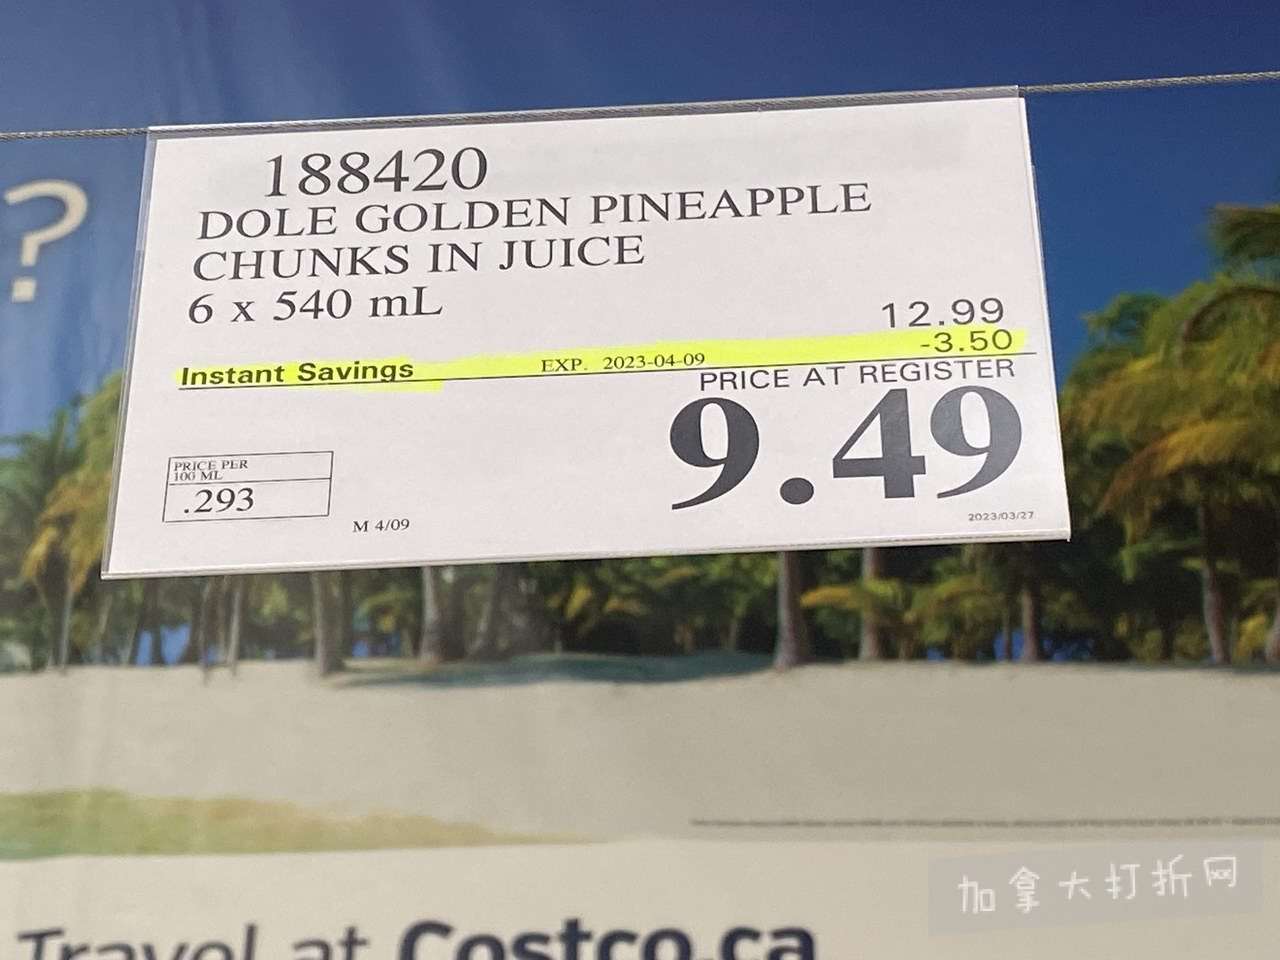 ?
188420
DOLE GOLDEN PINEAPPLE
CHUNKS IN JUICE
6 x 540 mL
12.99
Instant Savings EXP. 2023-04-09 -3.50
PRICE AT REGISTER
9.49
PRICE PER
100 ML
.293
M 4/09
2023/03/27
加拿大打折网
Travel at Costco.ca